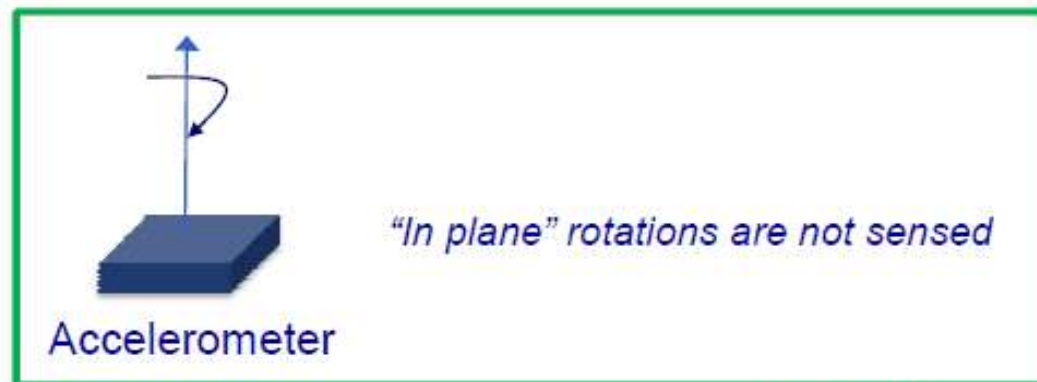 “In plane” rotations are not sensed
Accelerometer